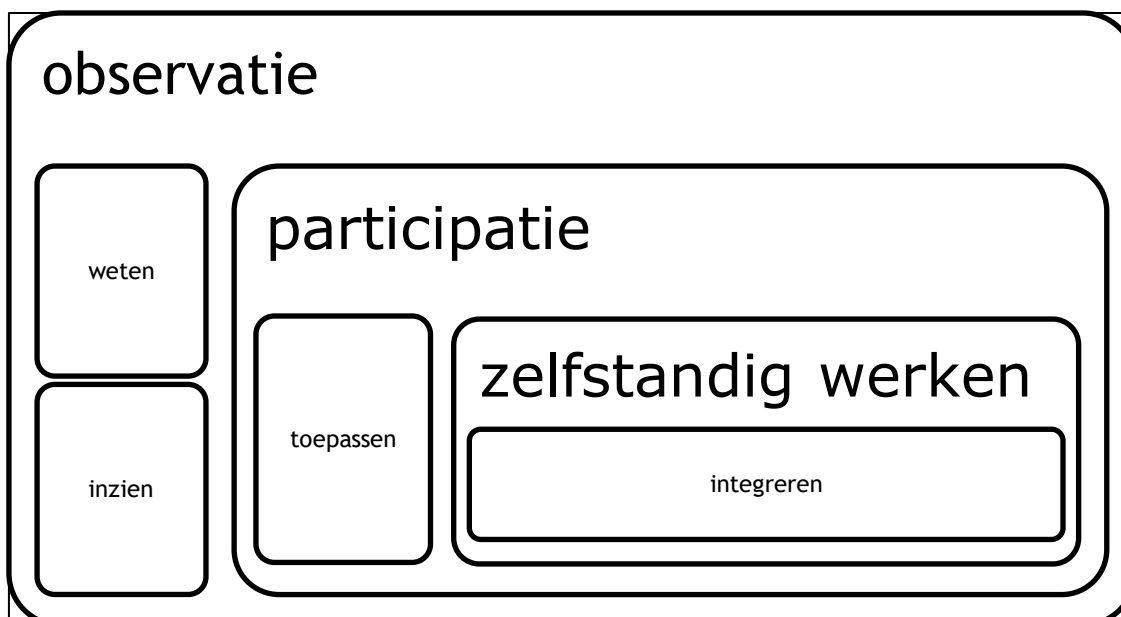 observatie
weten
inzien
participatie
toepassen
zelfstandig werken
integreren